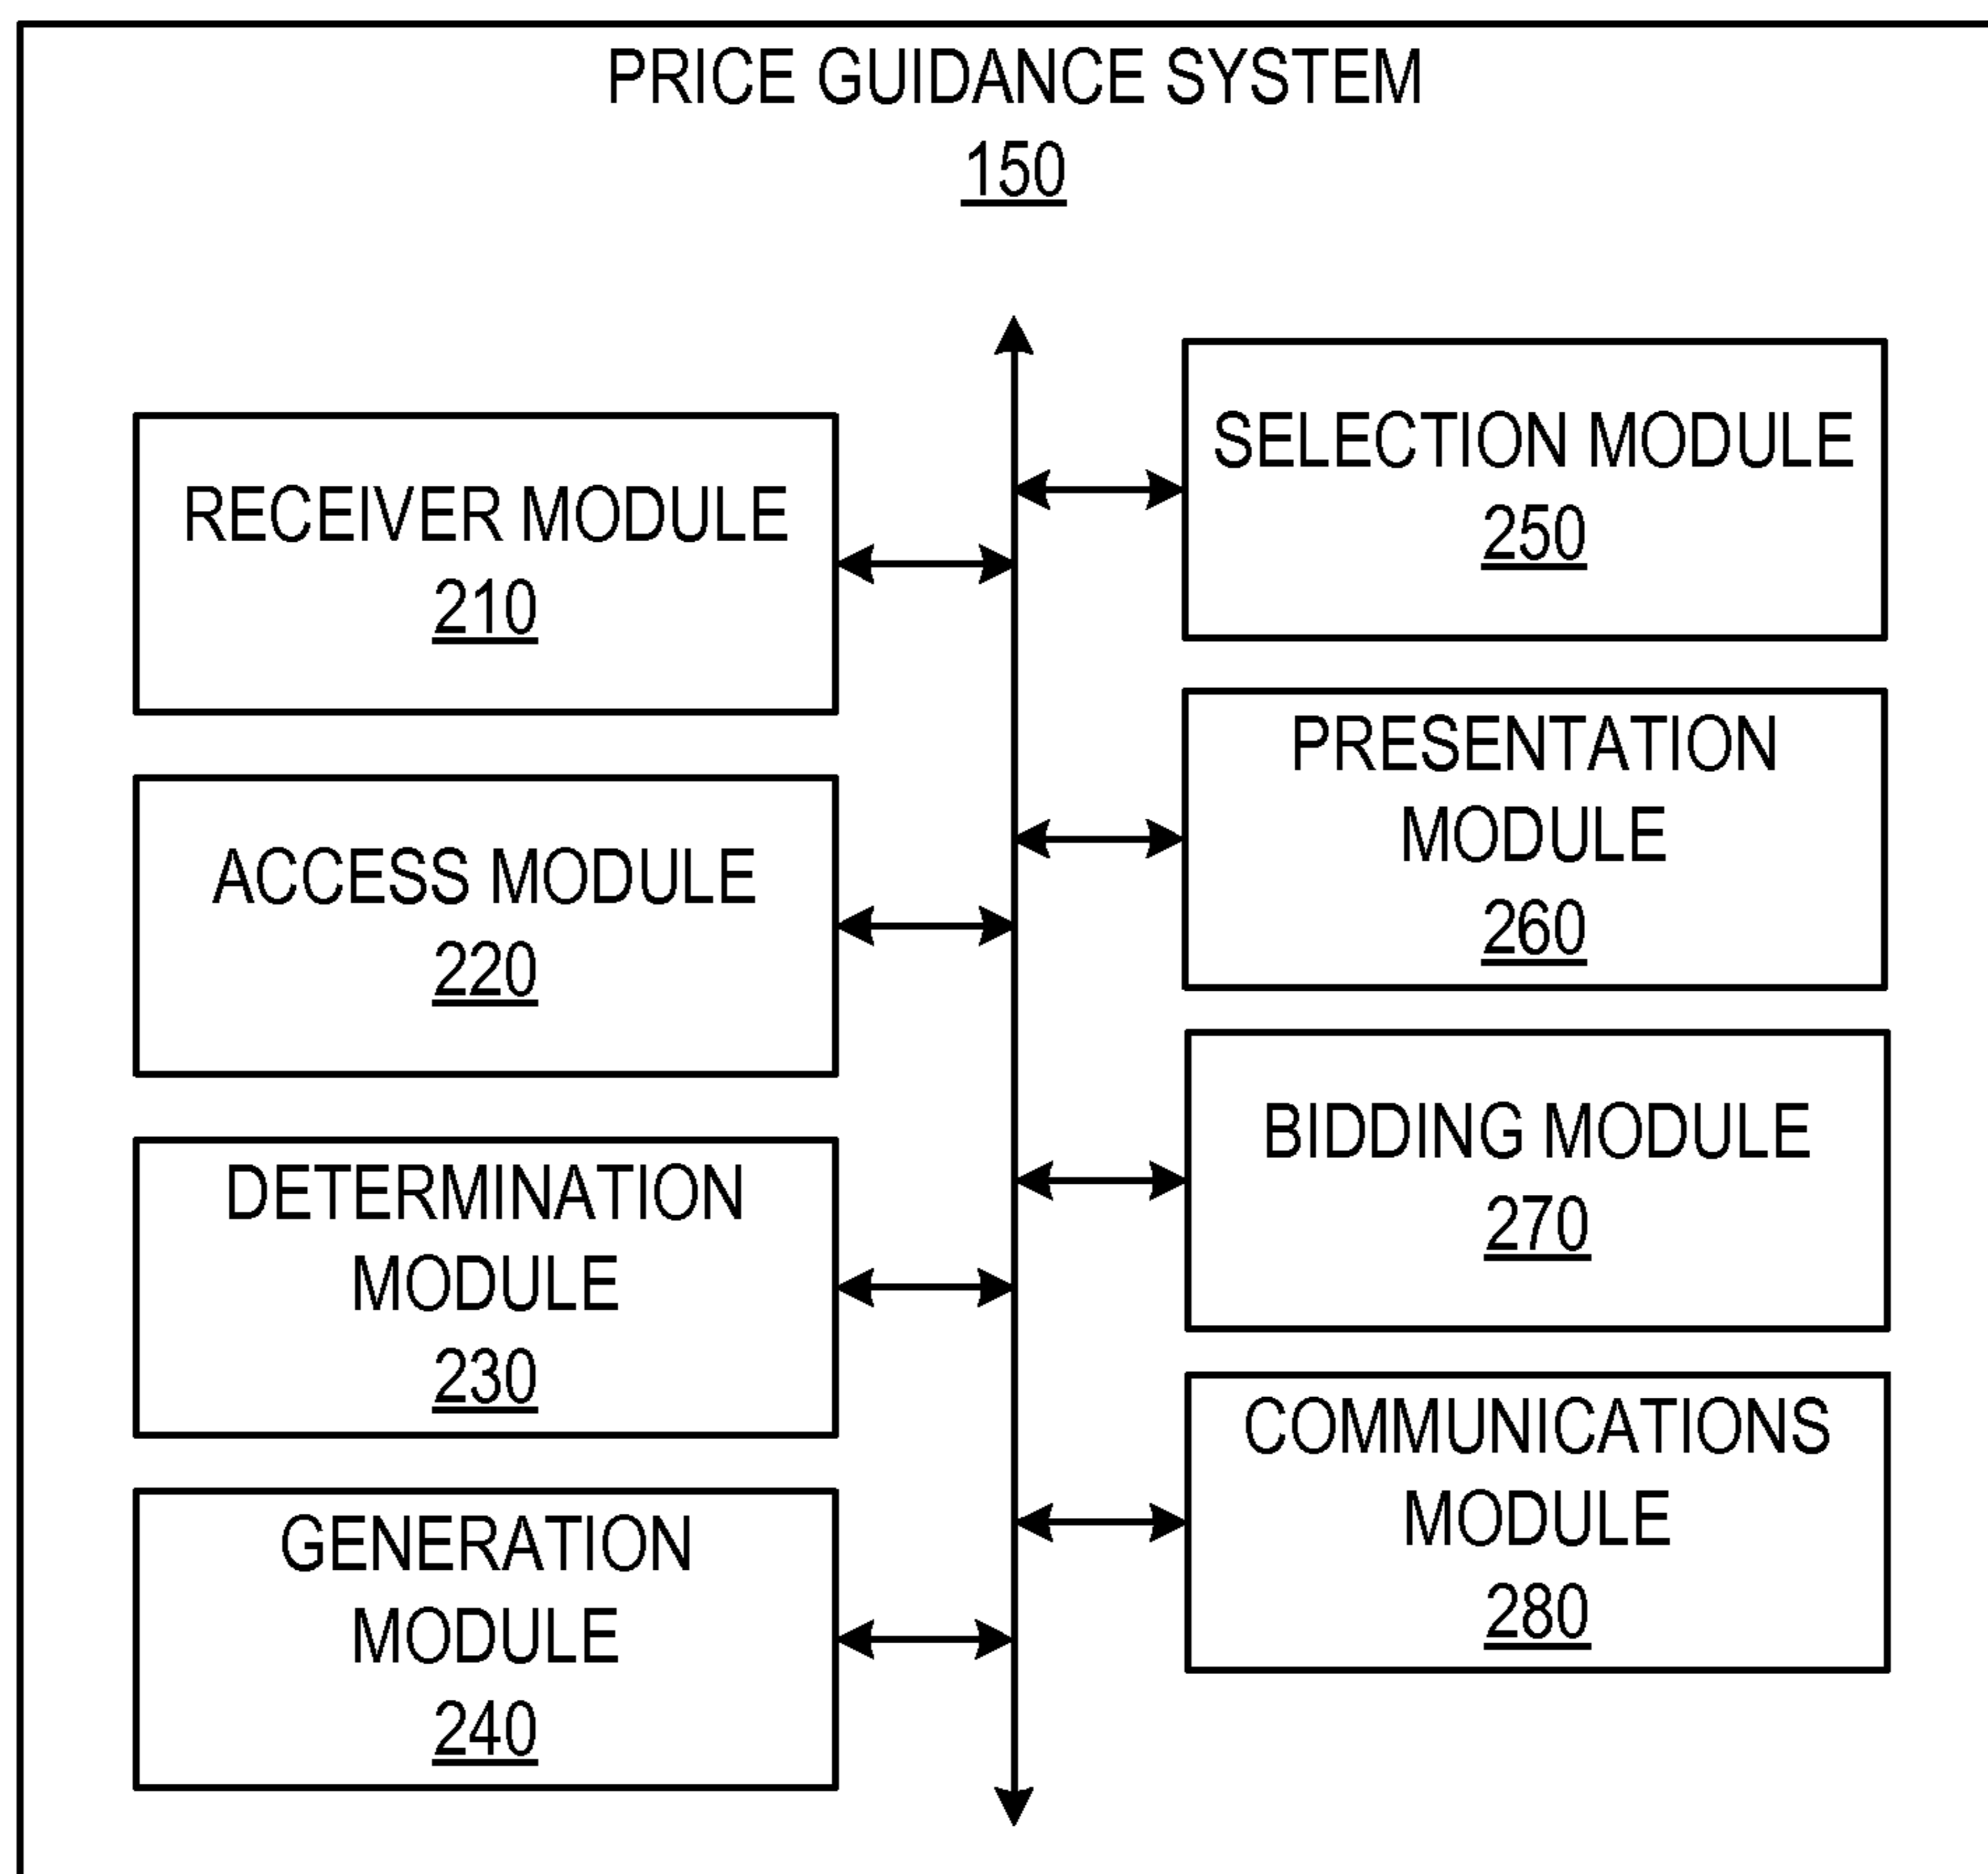 PRICE GUIDANCE SYSTEM
150
RECEIVER MODULE
210
ACCESS MODULE
220
DETERMINATION
MODULE
230
GENERATION
MODULE
240
SELECTION MODULE
250
PRESENTATION
MODULE
260
BIDDING MODULE
270
COMMUNICATIONS
MODULE
280